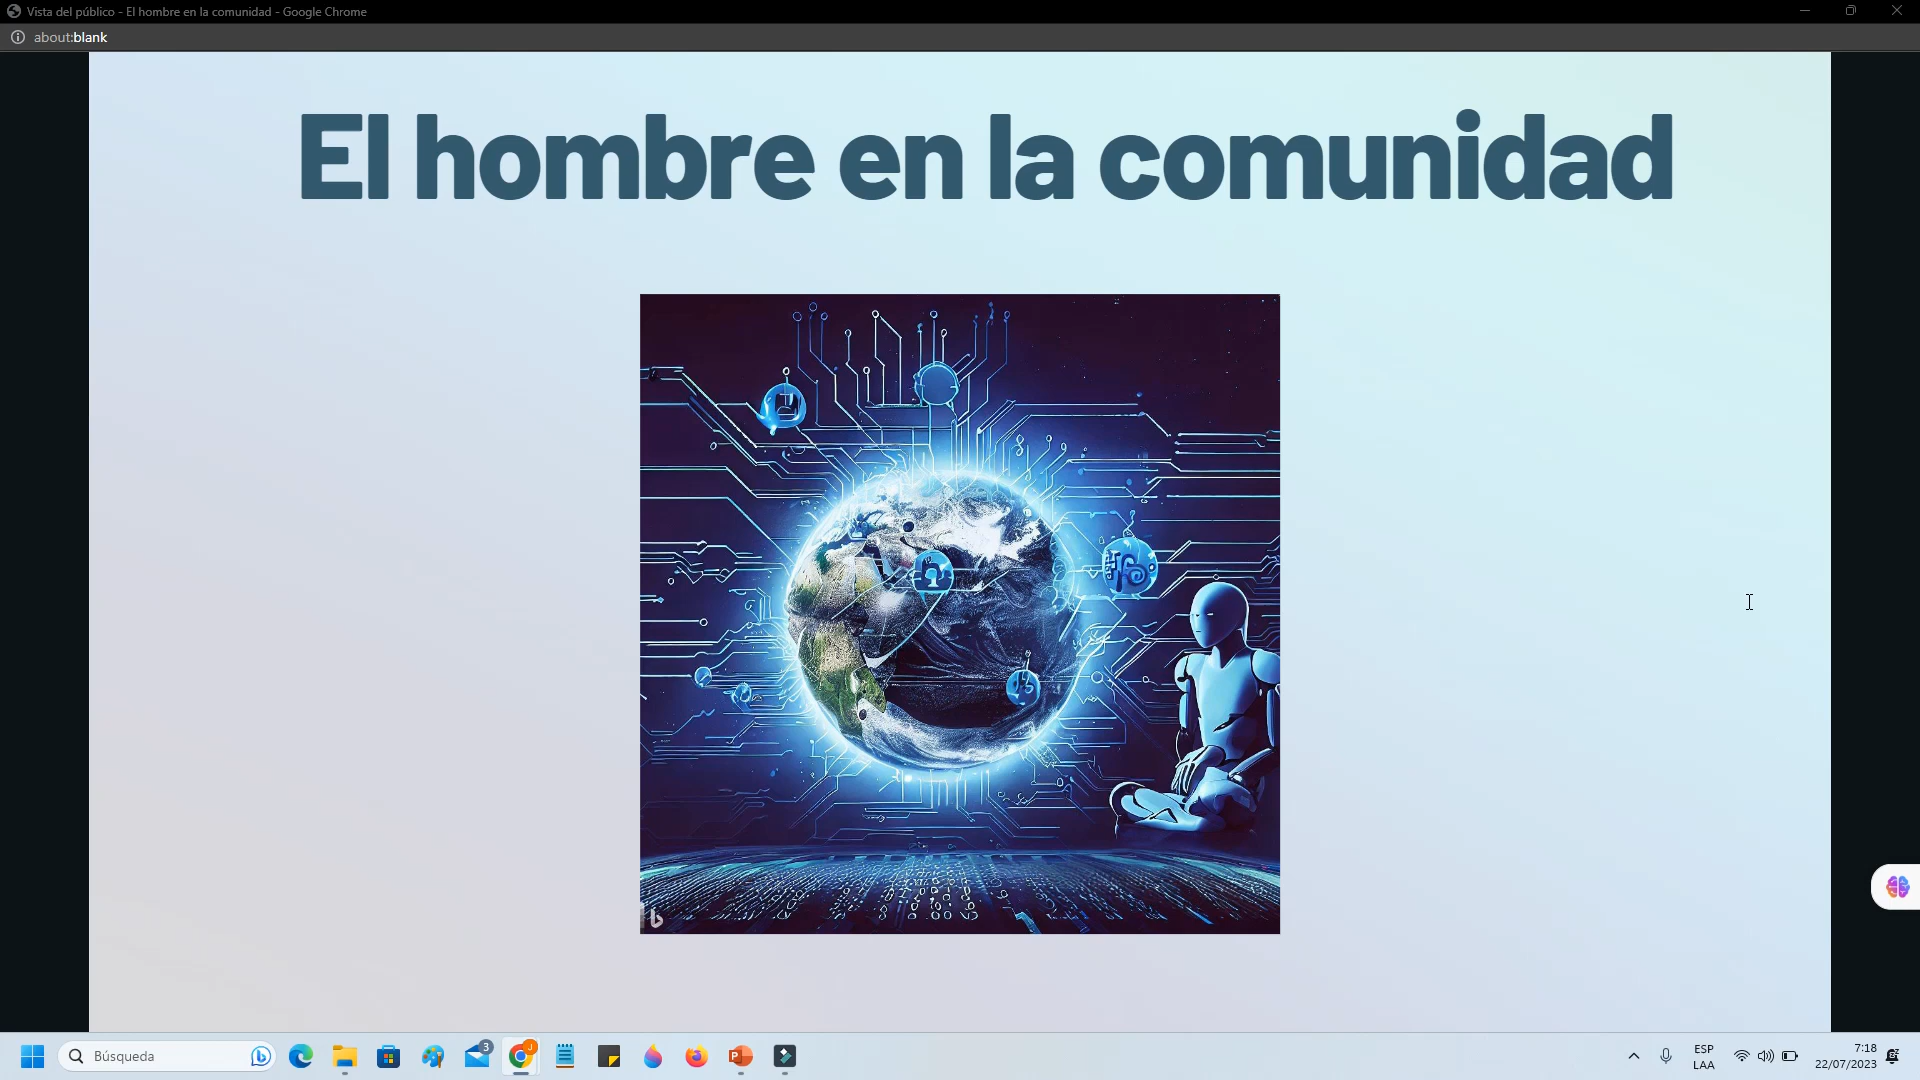 Vista del público - El hombre en la comunidad - Google Chrome
about:blank
El hombre en la comunidad
b
Búsqueda
3
J
P
ESP
LAA
7:18
22/07/2023